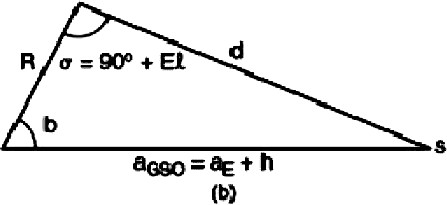 R σ = 90° + Eℓ d
b
s
a_GSO = a_E + h
(b)